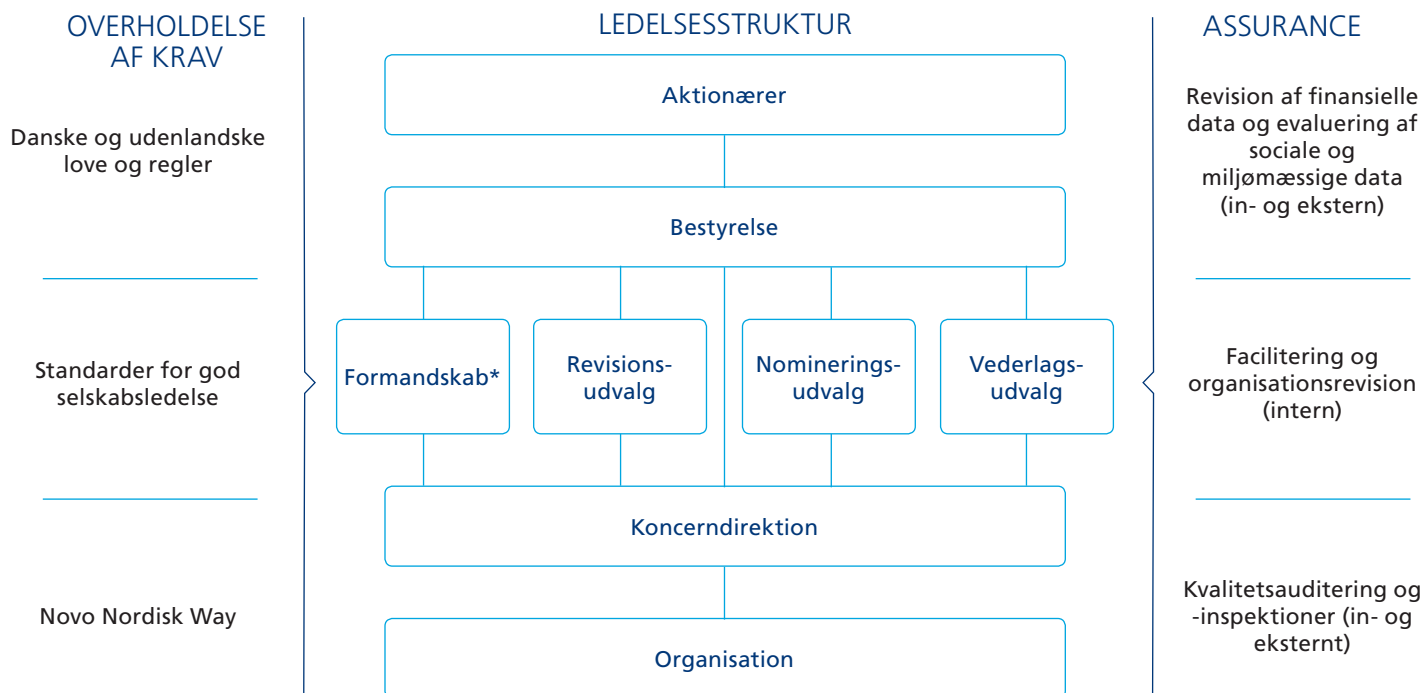 OVERHOLDELSE
AF KRAV
Danske og udenlandske
love og regler
Standarder for god
selskabsledelse
Novo Nordisk Way
LEDELSESSTRUKTUR
Aktionærer
Bestyrelse
Formandskab*
Revisions-
udvalg
Nominerings-
udvalg
Vederlags-
udvalg
Koncerndirektion
Organisation
ASSURANCE
Revision af finansielle
data og evaluering af
sociale og
miljømæssige data
(in- og ekstern)
Facilitering og
organisationsrevision
(intern)
Kvalitetsauditering og
-inspektioner (in- og
eksternt)